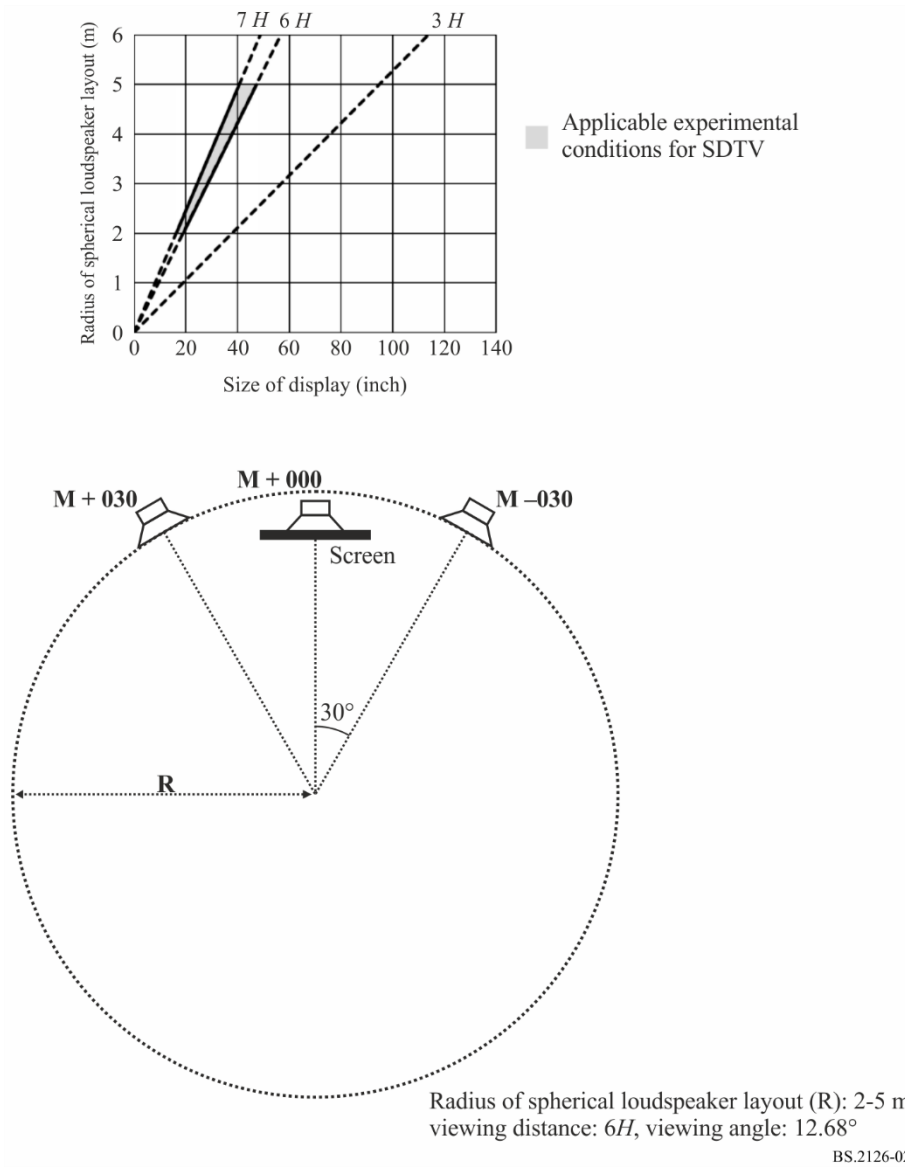 7 H 6 H 3 H
Radius of spherical loudspeaker layout (m)
6
5
4
3
2
1
0
0 20 40 60 80 100 120 140
Size of display (inch)
Applicable experimental
conditions for SDTV
M + 000
M + 030
M –030
Screen
30°
R
Radius of spherical loudspeaker layout (R): 2-5 m
viewing distance: 6H, viewing angle: 12.68°